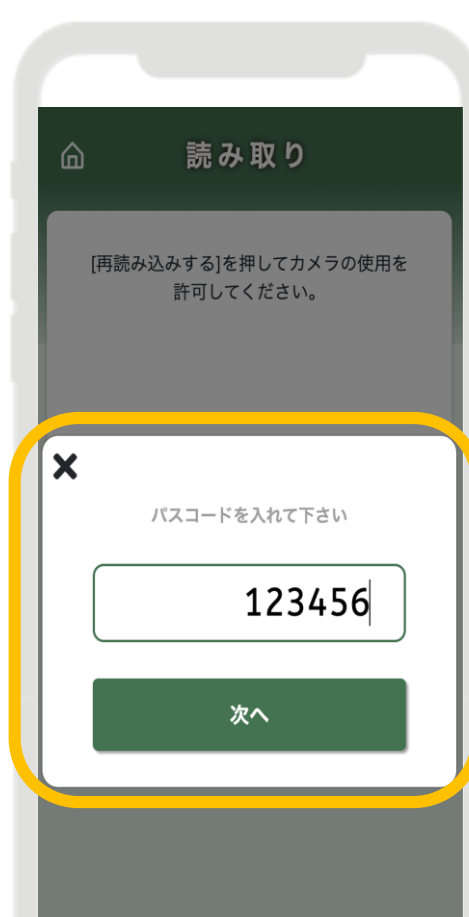 読み取り
[再読み込みする]を押してカメラの使用を
許可してください。
パスコードを入れて下さい
123456
次へ